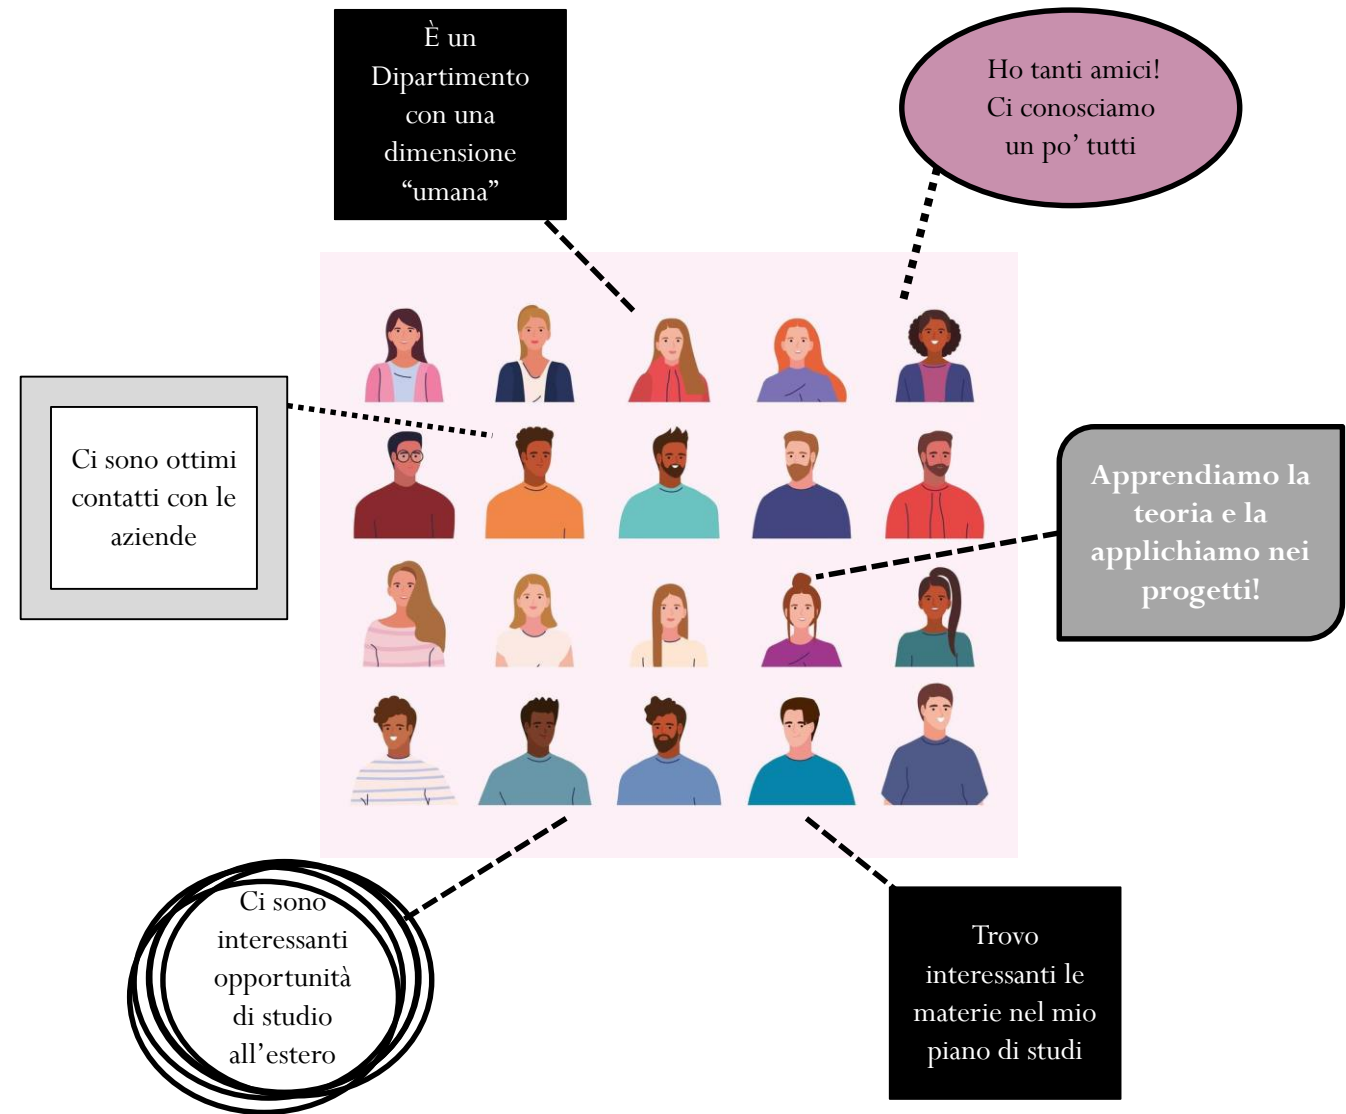 È un
Dipartimento
con una
dimensione
“umana”
Ho tanti amici!
Ci conosciamo
un po’ tutti
Ci sono ottimi
contatti con le
aziende
Apprendiamo la
teoria e la
applichiamo nei
progetti!
Ci sono
interessanti
opportunità
di studio
all’estero
Trovo
interessanti le
materie nel mio
piano di studi